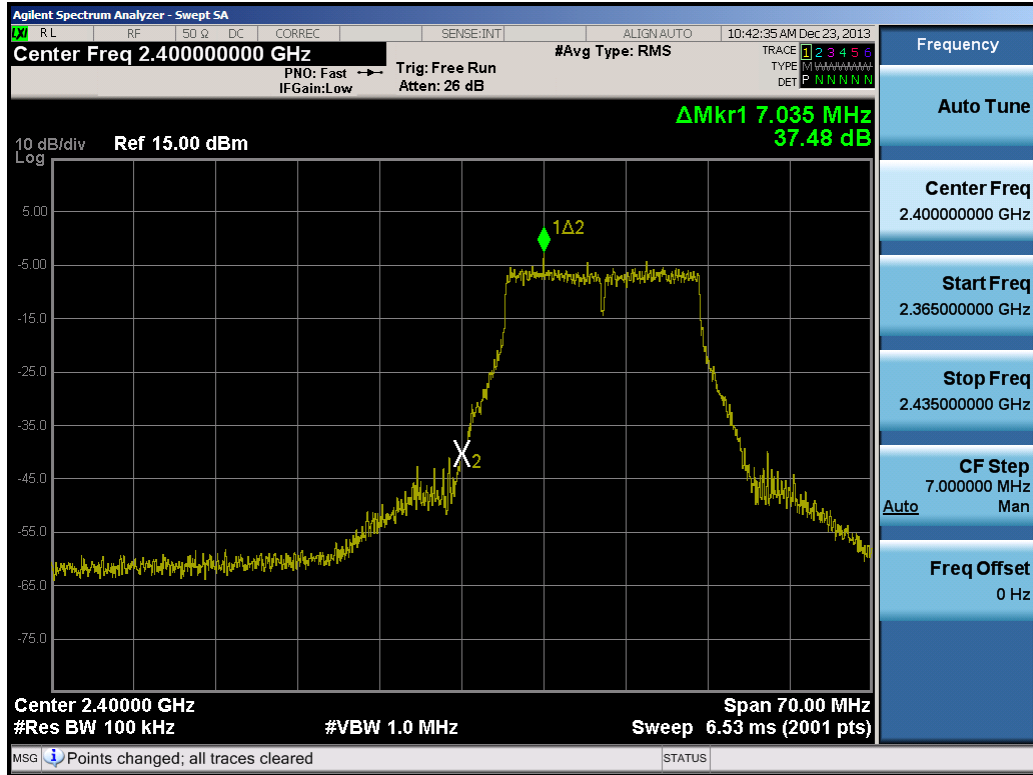 Agilent Spectrum Analyzer - Swept SA
LXI RL RF 50 Ω DC CORREC SENSE:INT ALIGN AUTO 10:42:35 AM Dec 23, 2013
Center Freq 2.400000000 GHz
PNO: Fast
IFGain:Low
Trig: Free Run
Atten: 26 dB
#Avg Type: RMS
TRACE 1 2 3 4 5 6
TYPE M
DET P N N N N N
ΔMkr1 7.035 MHz
37.48 dB
10 dB/div Ref 15.00 dBm
Log
5.00
1Δ2
-5.00
-15.0
-25.0
-35.0
X2
-45.0
-55.0
-65.0
-75.0
Center 2.40000 GHz Span 70.00 MHz
#Res BW 100 kHz #VBW 1.0 MHz Sweep 6.53 ms (2001 pts)
MSG Points changed; all traces cleared STATUS
Frequency
Auto Tune
Center Freq
2.400000000 GHz
Start Freq
2.365000000 GHz
Stop Freq
2.435000000 GHz
CF Step
7.000000 MHz
Auto Man
Freq Offset
0 Hz